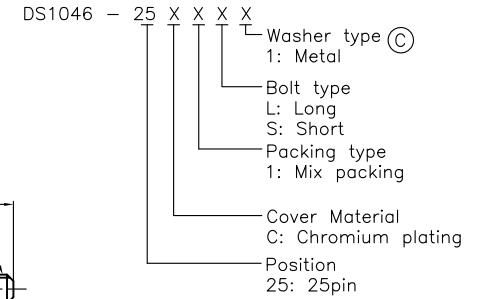 DS1046 - 25 X X X X
Washer type C
1: Metal
Bolt type
L: Long
S: Short
Packing type
1: Mix packing
Cover Material
C: Chromium plating
Position
25: 25pin